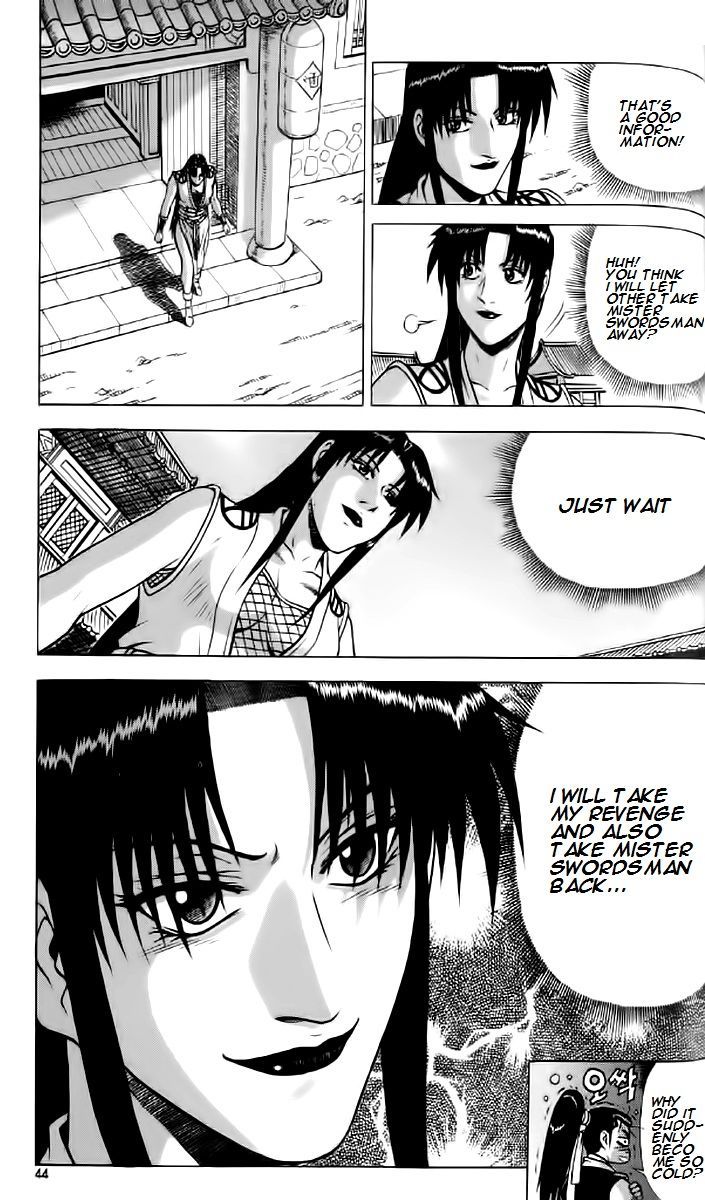 酒
THAT'S
A GOOD
INFOR-
MATION!
HUH!
YOU THINK
I WILL LET
OTHER TAKE
MISTER
SWORDSMAN
AWAY?
JUST WAIT
I WILL TAKE
MY REVENGE
AND ALSO
TAKE MISTER
SWORDSMAN
BACK...
오싹
WHY
DID IT
SUDD-
ENLY
BECO
ME SO
COLD?
44